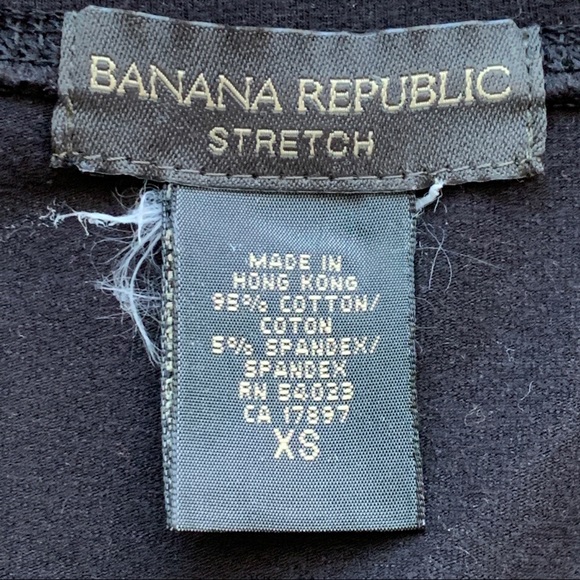 BANANA REPUBLIC
STRETCH
MADE IN
HONG KONG
95% COTTON/
COTON
5% SPANDEX/
SPANDEX
RN 54023
CA 17897
XS